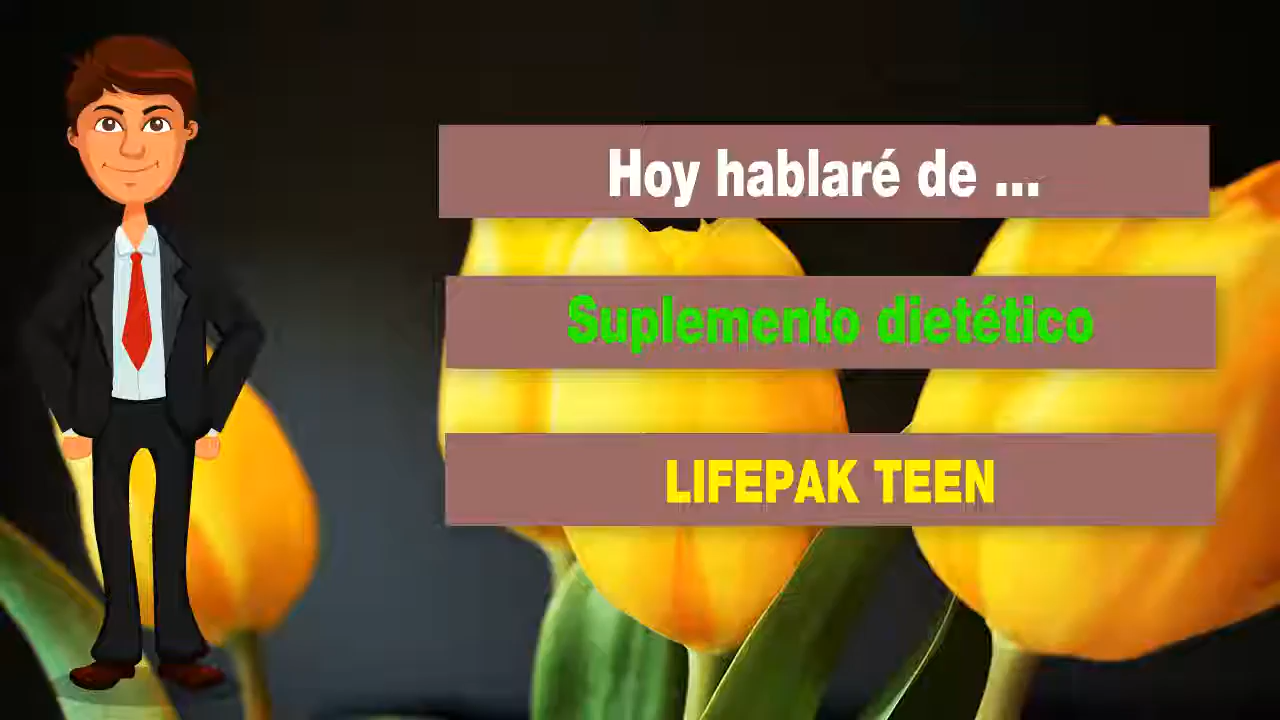 Hoy hablaré de ...
Suplemento dietético
LIFEPAK TEEN